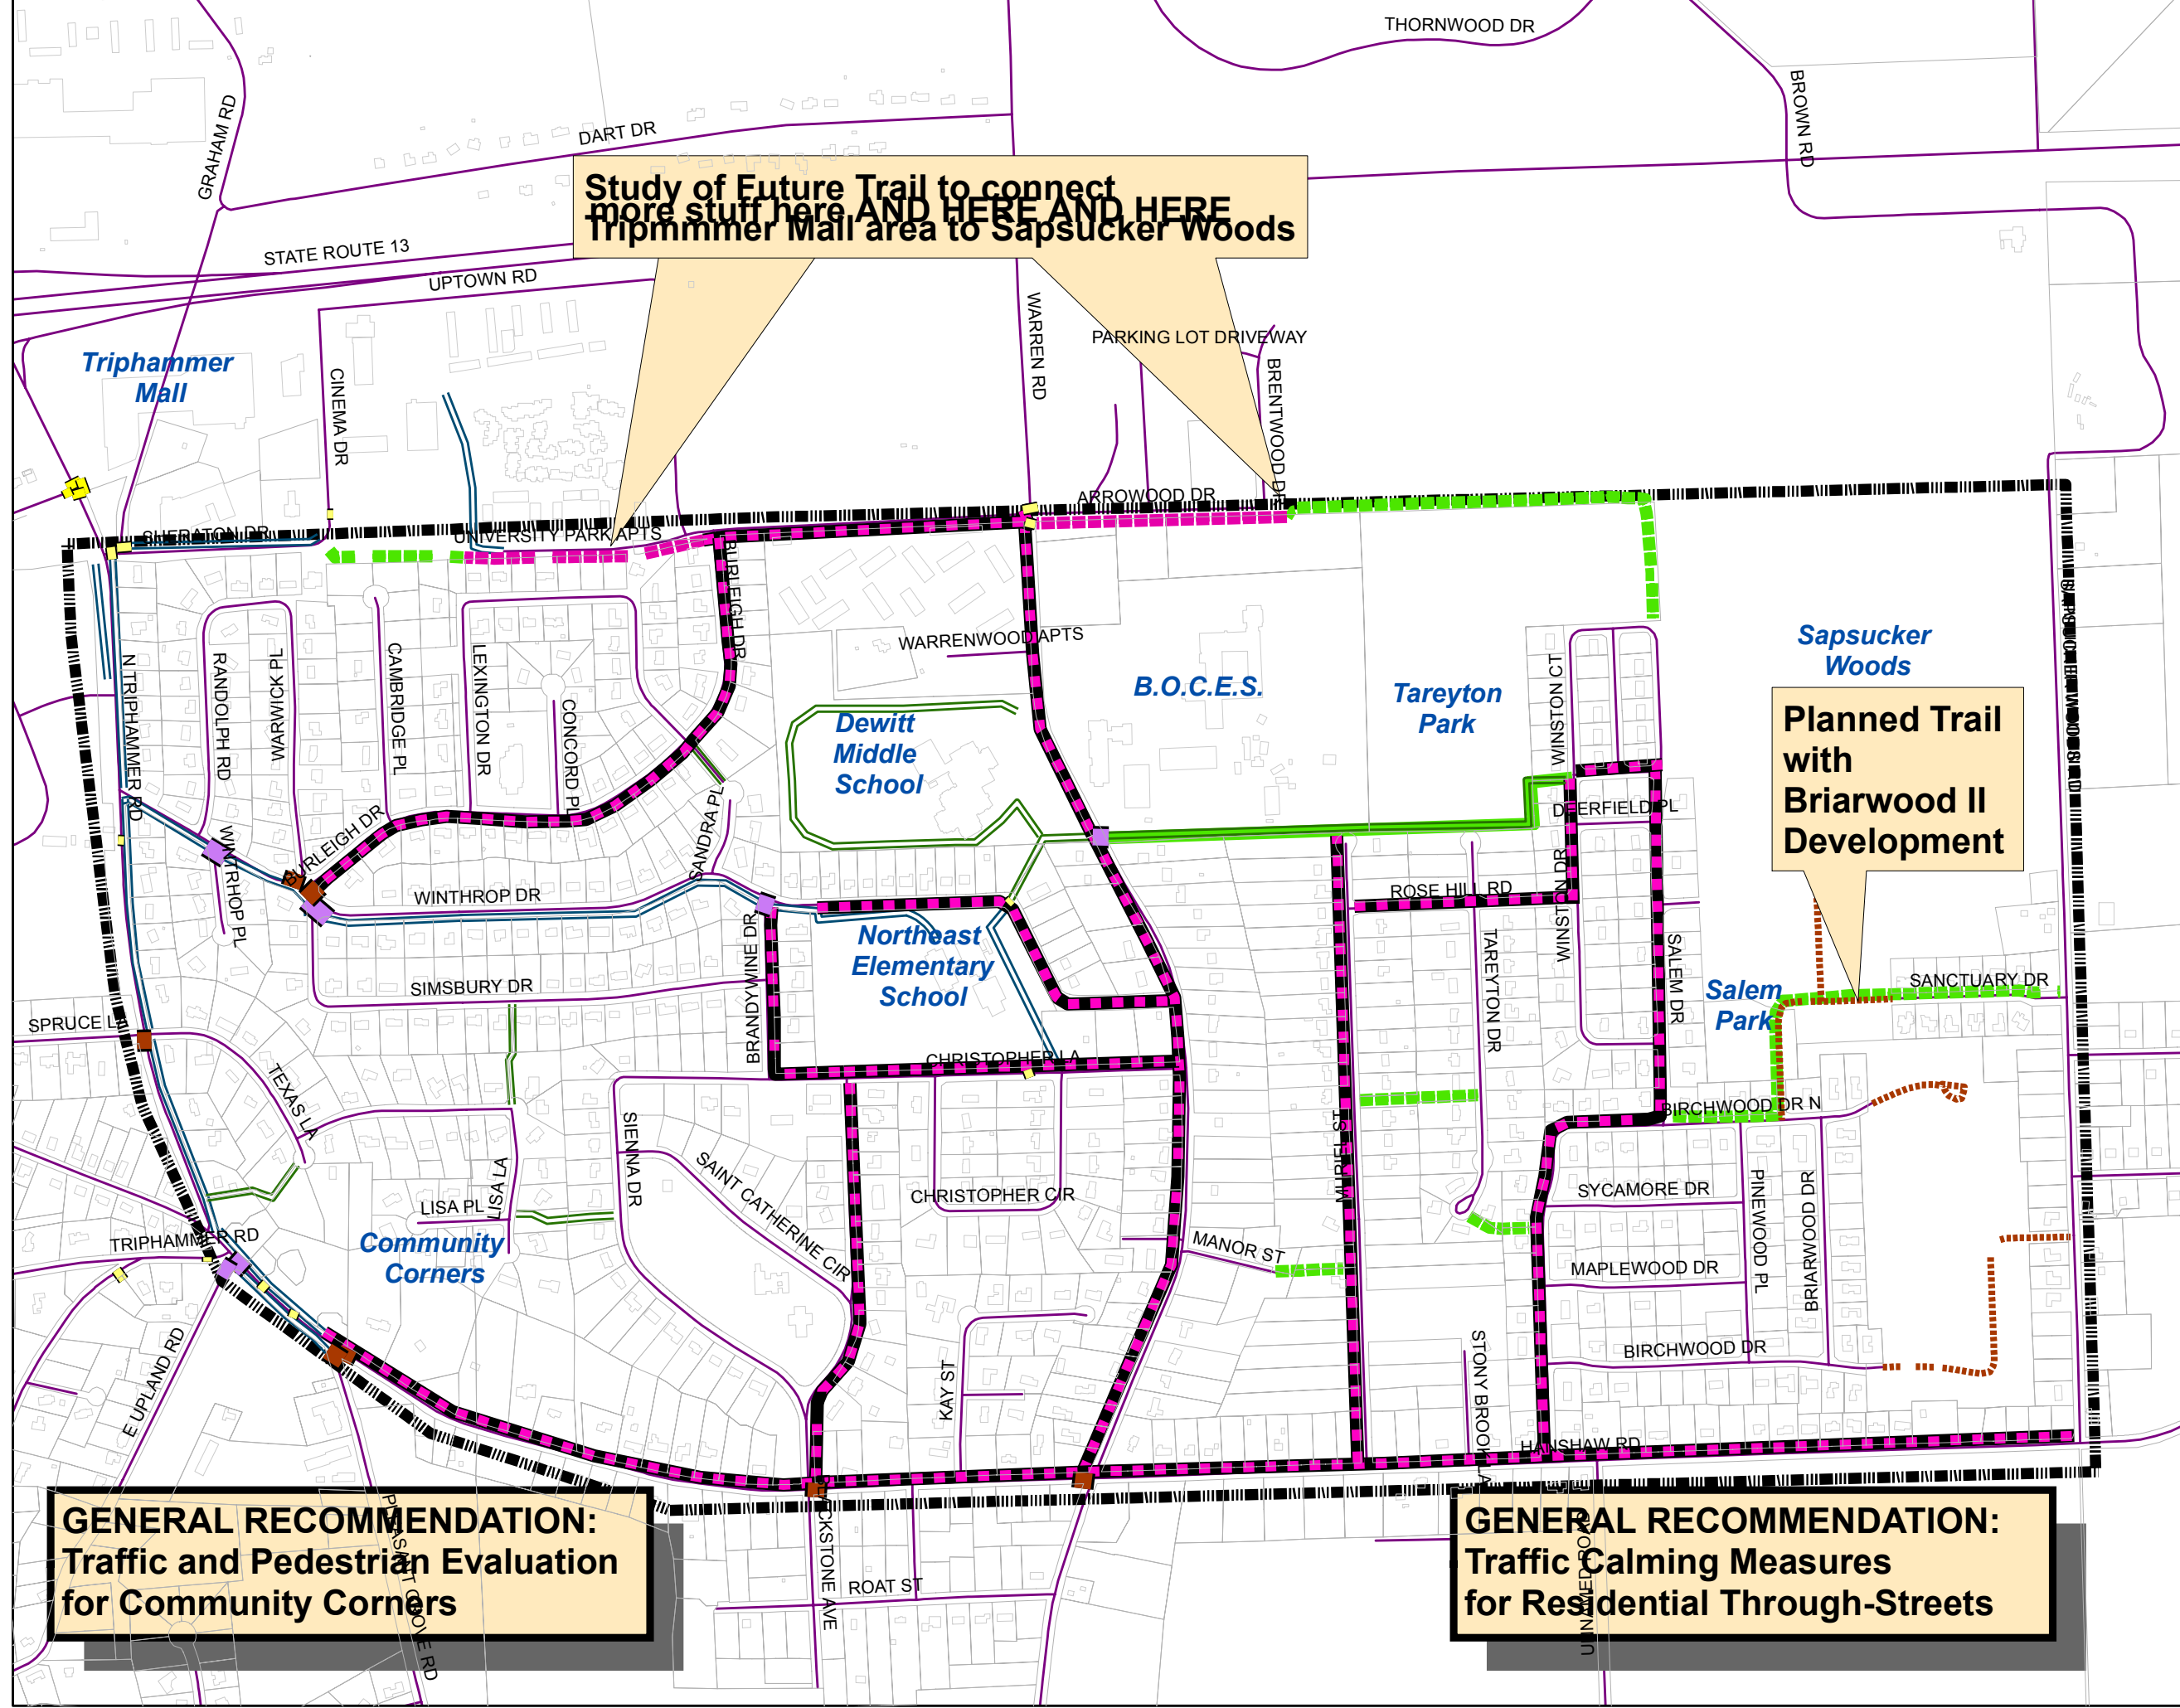 THORNWOOD DR
BROWN RD
GRAHAM RD
DART DR
Study of Future Trail to connect
more stuff here AND HERE AND HERE
Tripmmmer Mall area to Sapsucker Woods
STATE ROUTE 13
UPTOWN RD
WARREN RD
PARKING LOT DRIVEWAY
BRENTWOOD DR
Triphammer
Mall
CINEMA DR
ARROWOOD DR
SHERATON DR
UNIVERSITY PARK APTS
BURLEIGH DR
WARRENWOOD APTS
N TRIPHAMMER RD
RANDOLPH RD
WARWICK PL
CAMBRIDGE PL
LEXINGTON DR
CONCORD PL
B.O.C.E.S.
Tareyton
Park
WINSTON CT
Sapsucker
Woods
Planned Trail
with
Briarwood II
Development
Dewitt
Middle
School
DEERFIELD PL
SANDRA PL
BURLEIGH DR
WINTHROP PL
WINTHROP DR
ROSE HILL RD
WINSTON DR
BRANDYWINE DR
Northeast
Elementary
School
TAREYTON DR
SALEM DR
SIMSBURY DR
SANCTUARY DR
Salem
Park
SPRUCE LA
TEXAS LA
CHRISTOPHER LA
BIRCHWOOD DR N
SIENNA DR
MURIEL ST
SAINT CATHERINE CIR
LISA LA
LISA PL
CHRISTOPHER CIR
SYCAMORE DR
PINEWOOD PL
BRIARWOOD DR
TRIPHAMMER RD
Community
Corners
MANOR ST
MAPLEWOOD DR
E UPLAND RD
KAY ST
STONY BROOK LA
BIRCHWOOD DR
HANSHAW RD
GENERAL RECOMMENDATION:
Traffic and Pedestrian Evaluation
for Community Corners
PLEASANT GROVE RD
BLACKSTONE AVE
ROAT ST
GENERAL RECOMMENDATION:
Traffic Calming Measures
for Residential Through-Streets
UNNAMED ROAD